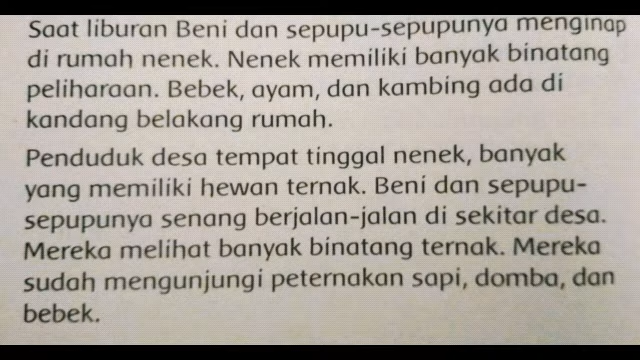 Saat liburan Beni dan sepupu-sepupunya menginap
di rumah nenek. Nenek memiliki banyak binatang
peliharaan. Bebek, ayam, dan kambing ada di
kandang belakang rumah.
Penduduk desa tempat tinggal nenek, banyak
yang memiliki hewan ternak. Beni dan sepupu-
sepupunya senang berjalan-jalan di sekitar desa.
Mereka melihat banyak binatang ternak. Mereka
sudah mengunjungi peternakan sapi, domba, dan
bebek.